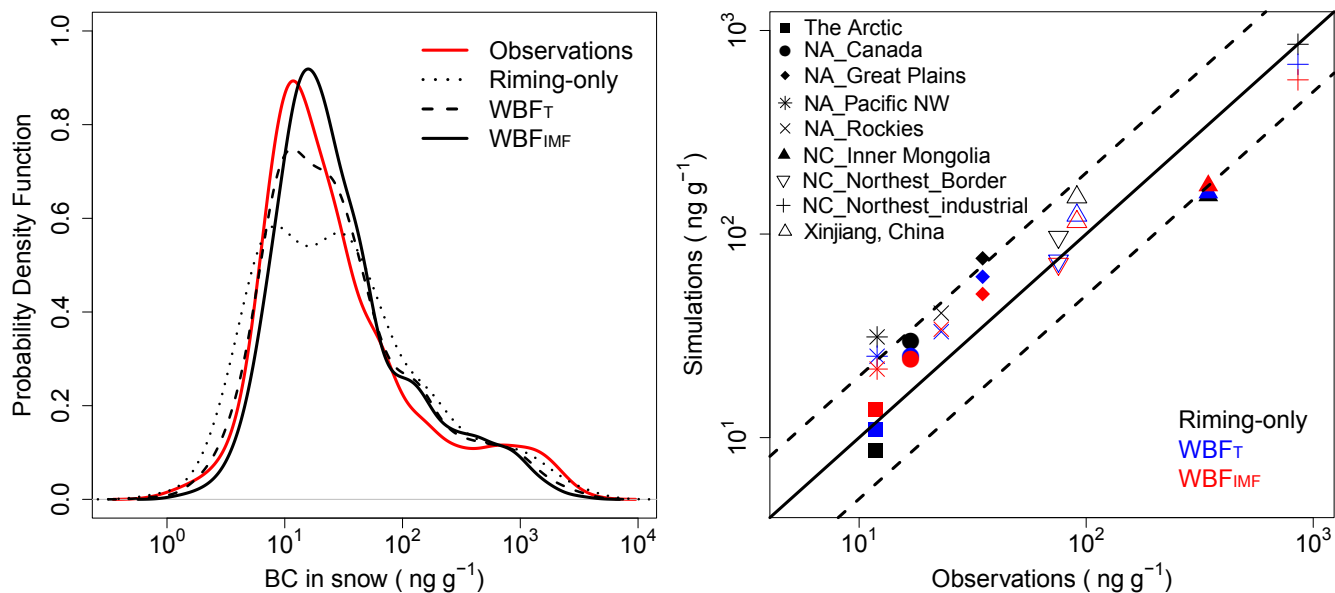 1.0
0.8
0.6
0.4
0.2
0.0
Probability Density Function
Observations
Riming-only
WBFT
WBFIMF
10⁰ 10¹ 10² 10³ 10⁴
BC in snow ( ng g⁻¹)
10³
10²
10¹
Simulations ( ng g⁻¹)
The Arctic
NA_Canada
NA_Great Plains
NA_Pacific NW
NA_Rockies
NC_Inner Mongolia
NC_Northest_Border
NC_Northest_industrial
Xinjiang, China
Riming-only
WBFT
WBFIMF
10¹ 10² 10³
Observations ( ng g⁻¹)